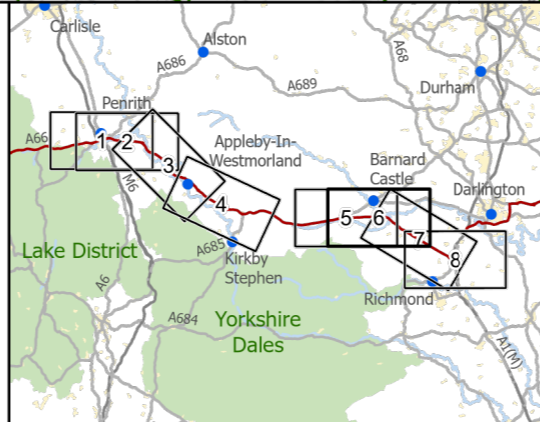 Carlisle
Alston
A686
A68
A689
Durham
Penrith
A66
1
2
3
Appleby-In-
Westmorland
Barnard
Castle
Darlington
M6
4
5
6
7
8
Lake District
A685
Kirkby
Stephen
Richmond
A6
A684
Yorkshire
Dales
A1(M)